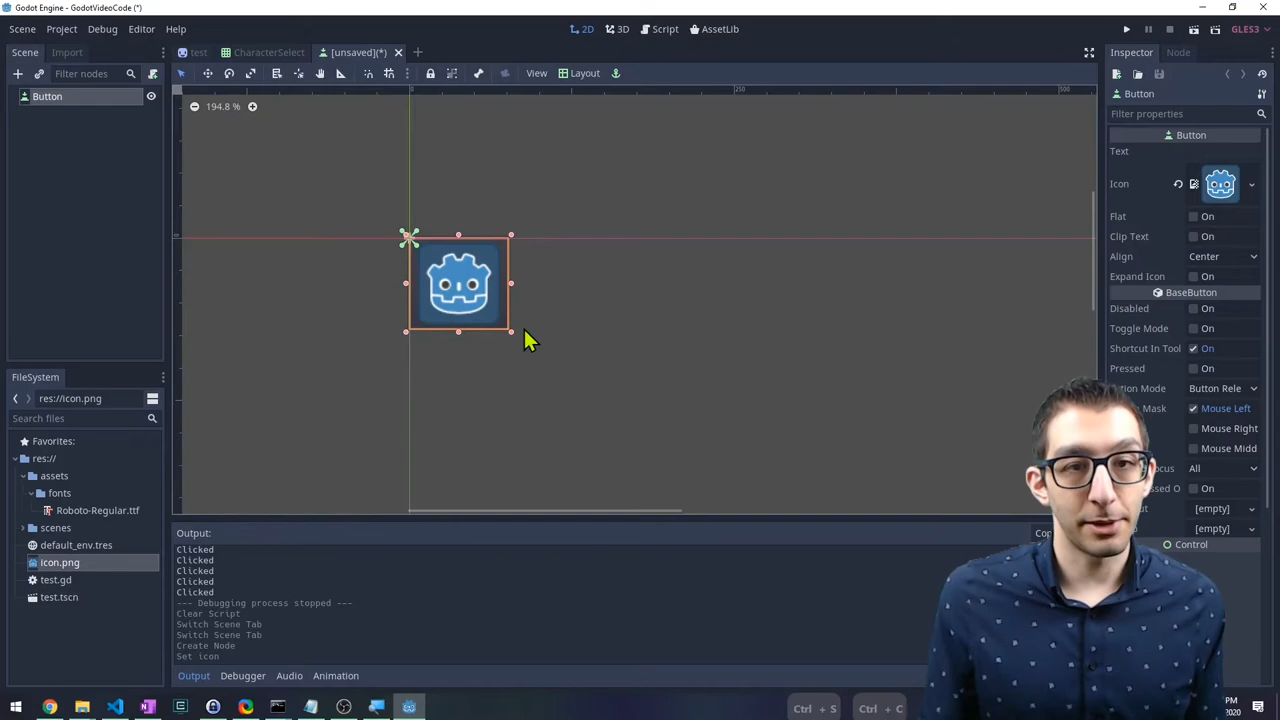 Godot Engine - GodotVideoCode (*)
Scene Project Debug Editor Help
2D 3D Script AssetLib
GLES3
Scene Import
test CharacterSelect [unsaved](*)
Inspector Node
Filter nodes
View Layout
Button
194.8 %
0 250 500
0
Button
Filter properties
Button
Text
Icon
Flat On
Clip Text On
Align Center
Expand Icon On
BaseButton
Disabled On
Toggle Mode On
Shortcut In Tool On
Pressed On
Button Rele
Mask Mouse Left
Mouse Right
Mouse Midd
All
On
[empty]
[empty]
Control
FileSystem
res://icon.png
Search files
Favorites:
res://
assets
fonts
Roboto-Regular.ttf
scenes
default_env.tres
icon.png
test.gd
test.tscn
Output:
Clicked
Clicked
Clicked
Clicked
Clicked
--- Debugging process stopped ---
Clear Script
Switch Scene Tab
Switch Scene Tab
Create Node
Set icon
Output Debugger Audio Animation
Ctrl + S Ctrl + C
PM
2020